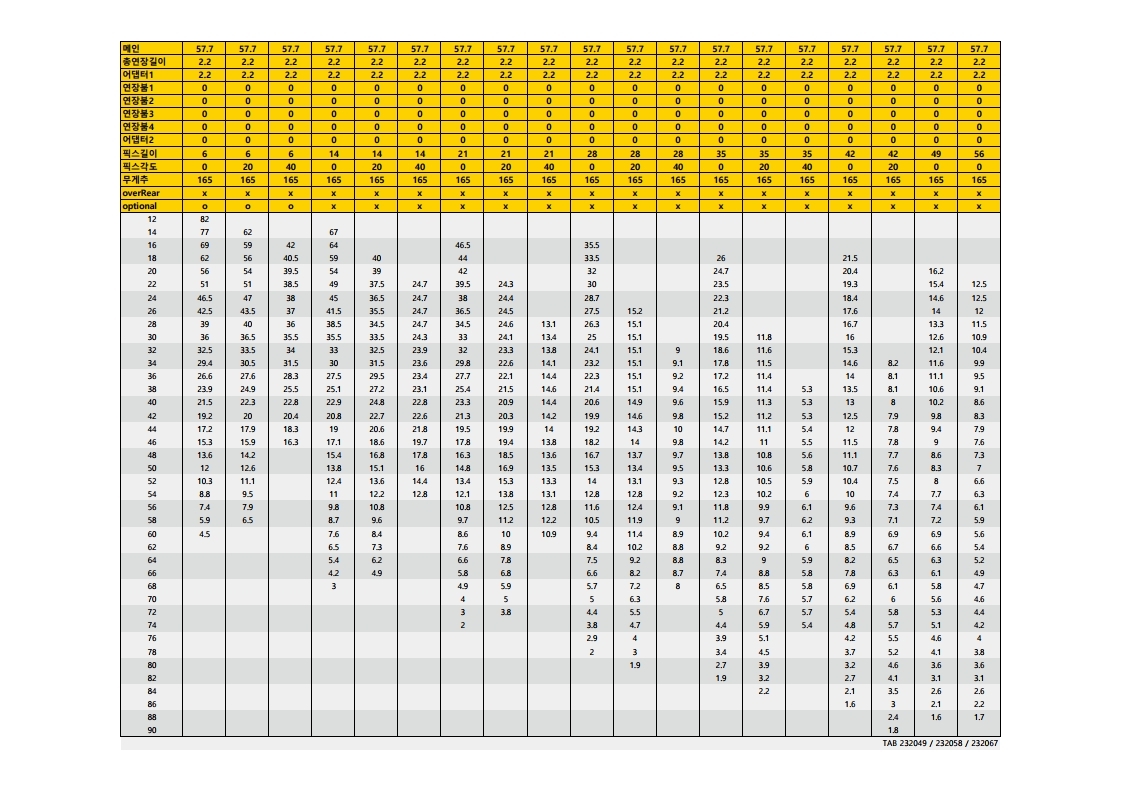 메인 57.7 57.7 57.7 57.7 57.7 57.7 57.7 57.7 57.7 57.7 57.7 57.7 57.7 57.7 57.7 57.7 57.7 57.7 57.7
총연장길이 2.2 2.2 2.2 2.2 2.2 2.2 2.2 2.2 2.2 2.2 2.2 2.2 2.2 2.2 2.2 2.2 2.2 2.2 2.2
어댑터1 2.2 2.2 2.2 2.2 2.2 2.2 2.2 2.2 2.2 2.2 2.2 2.2 2.2 2.2 2.2 2.2 2.2 2.2 2.2
연장붐1 0 0 0 0 0 0 0 0 0 0 0 0 0 0 0 0 0 0 0
연장붐2 0 0 0 0 0 0 0 0 0 0 0 0 0 0 0 0 0 0 0
연장붐3 0 0 0 0 0 0 0 0 0 0 0 0 0 0 0 0 0 0 0
연장붐4 0 0 0 0 0 0 0 0 0 0 0 0 0 0 0 0 0 0 0
어댑터2 0 0 0 0 0 0 0 0 0 0 0 0 0 0 0 0 0 0 0
픽스길이 6 6 6 14 14 14 21 21 21 28 28 28 35 35 35 42 42 49 56
픽스각도 0 20 40 0 20 40 0 20 40 0 20 40 0 20 40 0 20 0 0
무게추 165 165 165 165 165 165 165 165 165 165 165 165 165 165 165 165 165 165 165
overRear x x x x x x x x x x x x x x x x x x x
optional o o o x x x x x x x x x x x x x x x x
12 82
14 77 62 67
16 69 59 42 64 46.5 35.5
18 62 56 40.5 59 40 44 33.5 26 21.5
20 56 54 39.5 54 39 42 32 24.7 20.4 16.2
22 51 51 38.5 49 37.5 24.7 39.5 24.3 30 23.5 19.3 15.4 12.5
24 46.5 47 38 45 36.5 24.7 38 24.4 28.7 22.3 18.4 14.6 12.5
26 42.5 43.5 37 41.5 35.5 24.7 36.5 24.5 27.5 15.2 21.2 17.6 14 12
28 39 40 36 38.5 34.5 24.7 34.5 24.6 13.1 26.3 15.1 20.4 16.7 13.3 11.5
30 36 36.5 35.5 35.5 33.5 24.3 33 24.1 13.4 25 15.1 19.5 11.8 16 12.6 10.9
32 32.5 33.5 34 33 32.5 23.9 32 23.3 13.8 24.1 15.1 9 18.6 11.6 15.3 12.1 10.4
34 29.4 30.5 31.5 30 31.5 23.6 29.8 22.6 14.1 23.2 15.1 9.1 17.8 11.5 14.6 8.2 11.6 9.9
36 26.6 27.6 28.3 27.5 29.5 23.4 27.7 22.1 14.4 22.3 15.1 9.2 17.2 11.4 14 8.1 11.1 9.5
38 23.9 24.9 25.5 25.1 27.2 23.1 25.4 21.5 14.6 21.4 15.1 9.4 16.5 11.4 5.3 13.5 8.1 10.6 9.1
40 21.5 22.3 22.8 22.9 24.8 22.8 23.3 20.9 14.4 20.6 14.9 9.6 15.9 11.3 5.3 13 8 10.2 8.6
42 19.2 20 20.4 20.8 22.7 22.6 21.3 20.3 14.2 19.9 14.6 9.8 15.2 11.2 5.3 12.5 7.9 9.8 8.3
44 17.2 17.9 18.3 19 20.6 21.8 19.5 19.9 14 19.2 14.3 10 14.7 11.1 5.4 12 7.8 9.4 7.9
46 15.3 15.9 16.3 17.1 18.6 19.7 17.8 19.4 13.8 18.2 14 9.8 14.2 11 5.5 11.5 7.8 9 7.6
48 13.6 14.2 15.4 16.8 17.8 16.3 18.5 13.6 16.7 13.7 9.7 13.8 10.8 5.6 11.1 7.7 8.6 7.3
50 12 12.6 13.8 15.1 16 14.8 16.9 13.5 15.3 13.4 9.5 13.3 10.6 5.8 10.7 7.6 8.3 7
52 10.3 11.1 12.4 13.6 14.4 13.4 15.3 13.3 14 13.1 9.3 12.8 10.5 5.9 10.4 7.5 8 6.6
54 8.8 9.5 11 12.2 12.8 12.1 13.8 13.1 12.8 12.8 9.2 12.3 10.2 6 10 7.4 7.7 6.3
56 7.4 7.9 9.8 10.8 10.8 12.5 12.8 11.6 12.4 9.1 11.8 9.9 6.1 9.6 7.3 7.4 6.1
58 5.9 6.5 8.7 9.6 9.7 11.2 12.2 10.5 11.9 9 11.2 9.7 6.2 9.3 7.1 7.2 5.9
60 4.5 7.6 8.4 8.6 10 10.9 9.4 11.4 8.9 10.2 9.4 6.1 8.9 6.9 6.9 5.6
62 6.5 7.3 7.6 8.9 8.4 10.2 8.8 9.2 9.2 6 8.5 6.7 6.6 5.4
64 5.4 6.2 6.6 7.8 7.5 9.2 8.8 8.3 9 5.9 8.2 6.5 6.3 5.2
66 4.2 4.9 5.8 6.8 6.6 8.2 8.7 7.4 8.8 5.8 7.8 6.3 6.1 4.9
68 3 4.9 5.9 5.7 7.2 8 6.5 8.5 5.8 6.9 6.1 5.8 4.7
70 4 5 5 6.3 5.8 7.6 5.7 6.2 6 5.6 4.6
72 3 3.8 4.4 5.5 5 6.7 5.7 5.4 5.8 5.3 4.4
74 2 3.8 4.7 4.4 5.9 5.4 4.8 5.7 5.1 4.2
76 2.9 4 3.9 5.1 4.2 5.5 4.6 4
78 2 3 3.4 4.5 3.7 5.2 4.1 3.8
80 1.9 2.7 3.9 3.2 4.6 3.6 3.6
82 1.9 3.2 2.7 4.1 3.1 3.1
84 2.2 2.1 3.5 2.6 2.6
86 1.6 3 2.1 2.2
88 2.4 1.6 1.7
90 1.8
TAB 232049 / 232058 / 232067